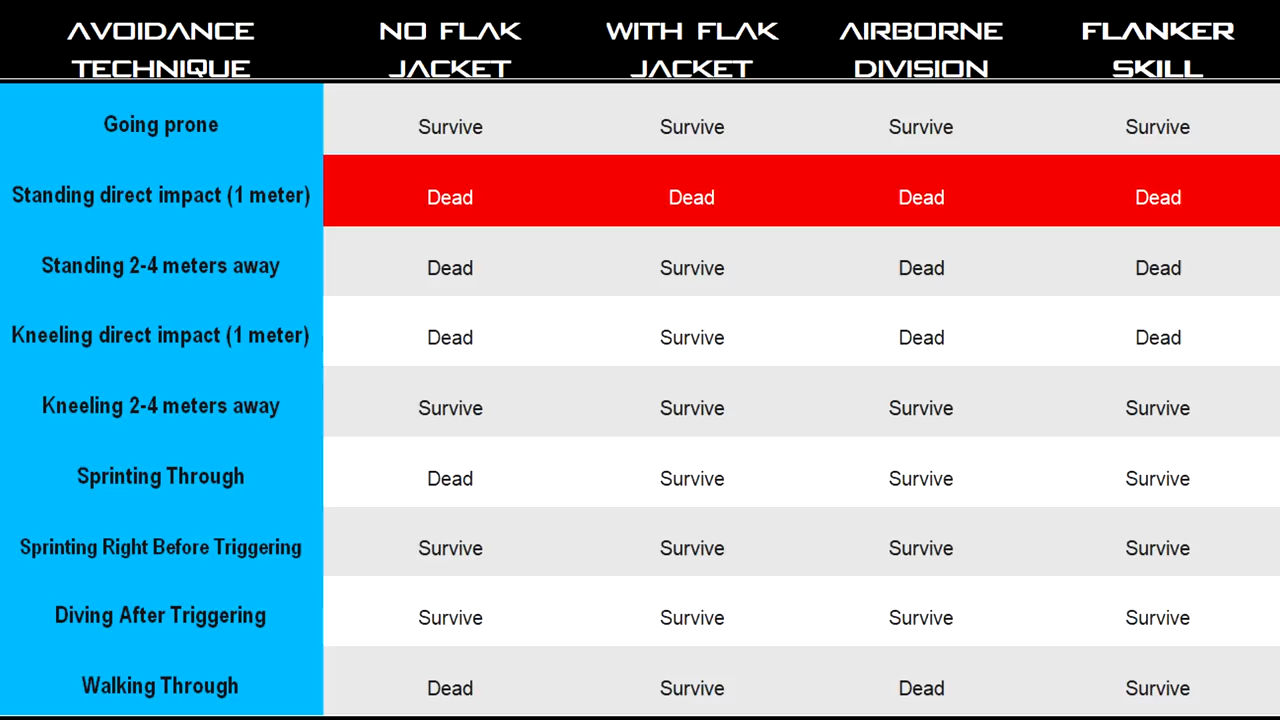 AVOIDANCE TECHNIQUE NO FLAK JACKET WITH FLAK JACKET AIRBORNE DIVISION FLANKER SKILL
Going prone Survive Survive Survive Survive
Standing direct impact (1 meter) Dead Dead Dead Dead
Standing 2-4 meters away Dead Survive Dead Dead
Kneeling direct impact (1 meter) Dead Survive Dead Dead
Kneeling 2-4 meters away Survive Survive Survive Survive
Sprinting Through Dead Survive Survive Survive
Sprinting Right Before Triggering Survive Survive Survive Survive
Diving After Triggering Survive Survive Survive Survive
Walking Through Dead Survive Dead Survive